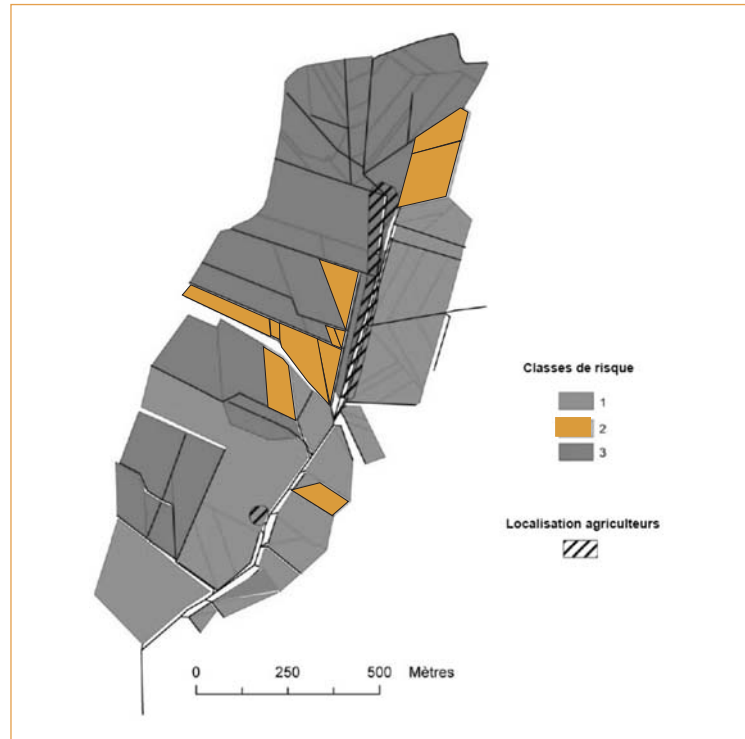 Classes de risque
1
2
3
Localisation agriculteurs
0 250 500 Mètres